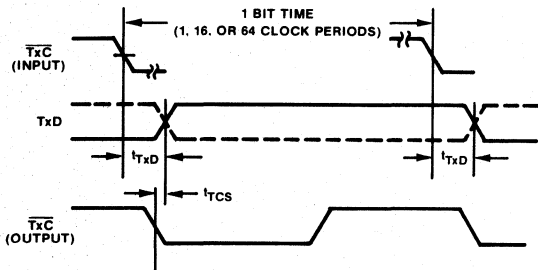 1 BIT TIME
(1, 16, OR 64 CLOCK PERIODS)
TxC
(INPUT)
TxD
tTxD
tTxD
tTCS
TxC
(OUTPUT)